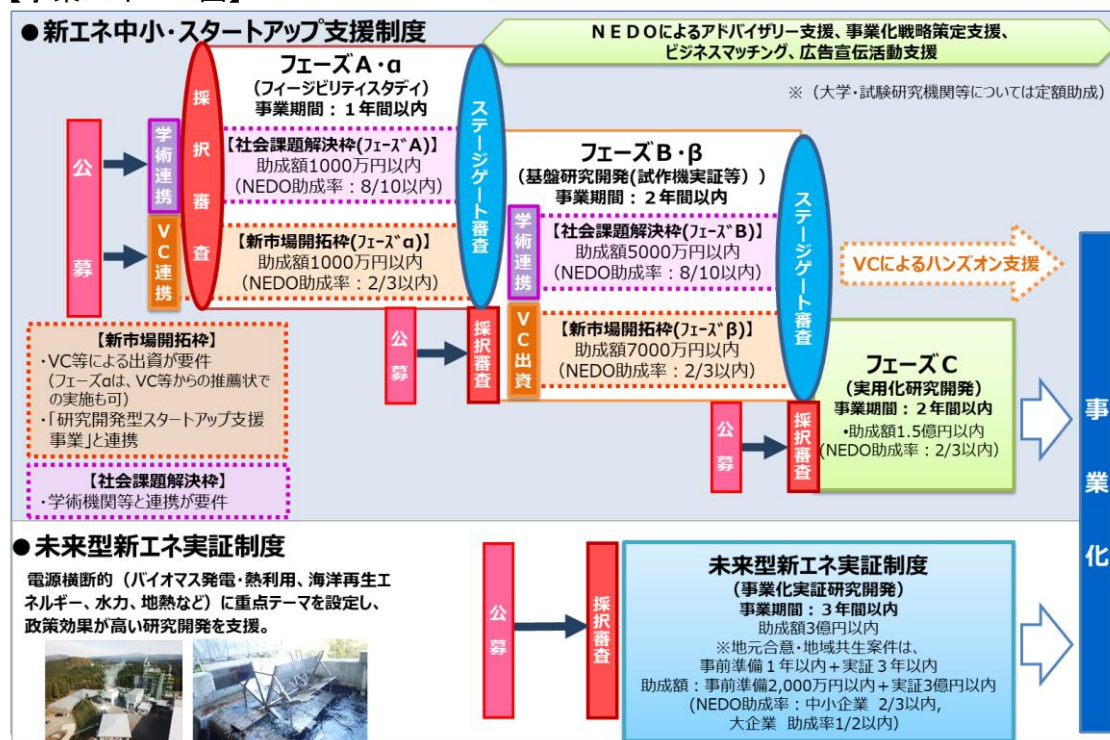 ●新エネ中小・スタートアップ支援制度
NEDOによるアドバイザリー支援、事業化戦略策定支援、
ビジネスマッチング、広告宣伝活動支援
※（大学・試験研究機関等については定額助成）
公募
学術連携
VC連携
採択審査
フェーズA・α
(フィージビリティスタディ)
事業期間：１年間以内
【社会課題解決枠(フェーズA)】
助成額1000万円以内
(NEDO助成率：8/10以内)
【新市場開拓枠(フェーズα)】
助成額1000万円以内
(NEDO助成率：2/3以内)
ステージゲート審査
公募
採択審査
フェーズB・β
(基盤研究開発(試作機実証等））
事業期間：２年間以内
学術連携
【社会課題解決枠(フェーズB)】
助成額5000万円以内
(NEDO助成率：8/10以内)
VC出資
【新市場開拓枠(フェーズβ)】
助成額7000万円以内
(NEDO助成率：2/3以内)
ステージゲート審査
VCによるハンズオン支援
公募
採択審査
フェーズC
(実用化研究開発)
事業期間：２年間以内
・助成額1.5億円以内
(NEDO助成率：2/3以内)
事業化
【新市場開拓枠】
・VC等による出資が要件
(フェーズαは、VC等からの推薦状で
の実施も可)
・「研究開発型スタートアップ支援
事業」と連携
【社会課題解決枠】
・学術機関等と連携が要件
●未来型新エネ実証制度
電源横断的（バイオマス発電・熱利用、海洋再生エ
ネルギー、水力、地熱など）に重点テーマを設定し、
政策効果が高い研究開発を支援。
公募
採択審査
未来型新エネ実証制度
(事業化実証研究開発)
事業期間：３年間以内
助成額3億円以内
※地元合意・地域共生案件は、
事前準備１年以内＋実証３年以内
助成額：事前準備2,000万円以内＋実証3億円以内
(NEDO助成率：中小企業 2/3以内,
大企業 助成率1/2以内）